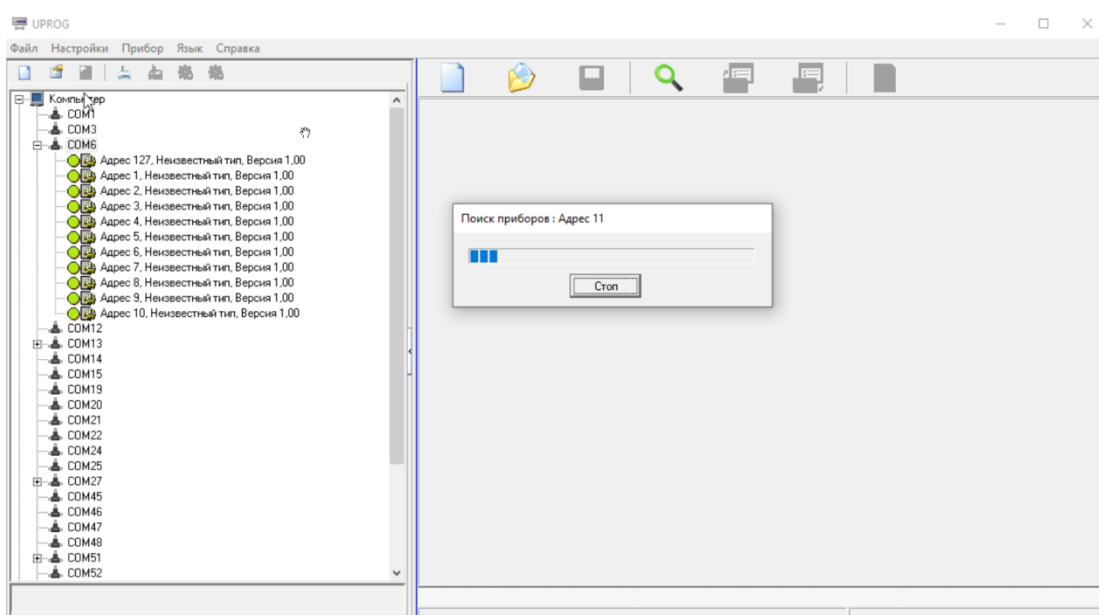 UPROG
Файл Настройки Прибор Язык Справка
Компьютер
COM1
COM3
COM6
Адрес 127, Неизвестный тип, Версия 1,00
Адрес 1, Неизвестный тип, Версия 1,00
Адрес 2, Неизвестный тип, Версия 1,00
Адрес 3, Неизвестный тип, Версия 1,00
Адрес 4, Неизвестный тип, Версия 1,00
Адрес 5, Неизвестный тип, Версия 1,00
Адрес 6, Неизвестный тип, Версия 1,00
Адрес 7, Неизвестный тип, Версия 1,00
Адрес 8, Неизвестный тип, Версия 1,00
Адрес 9, Неизвестный тип, Версия 1,00
Адрес 10, Неизвестный тип, Версия 1,00
COM12
COM13
COM14
COM15
COM19
COM20
COM21
COM22
COM24
COM25
COM27
COM45
COM46
COM47
COM48
COM51
COM52
Поиск приборов : Адрес 11
Стоп